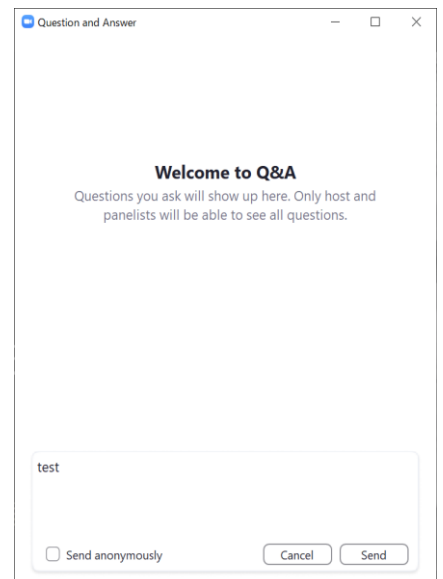 Question and Answer
Welcome to Q&A
Questions you ask will show up here. Only host and
panelists will be able to see all questions.
test
Send anonymously
Cancel
Send